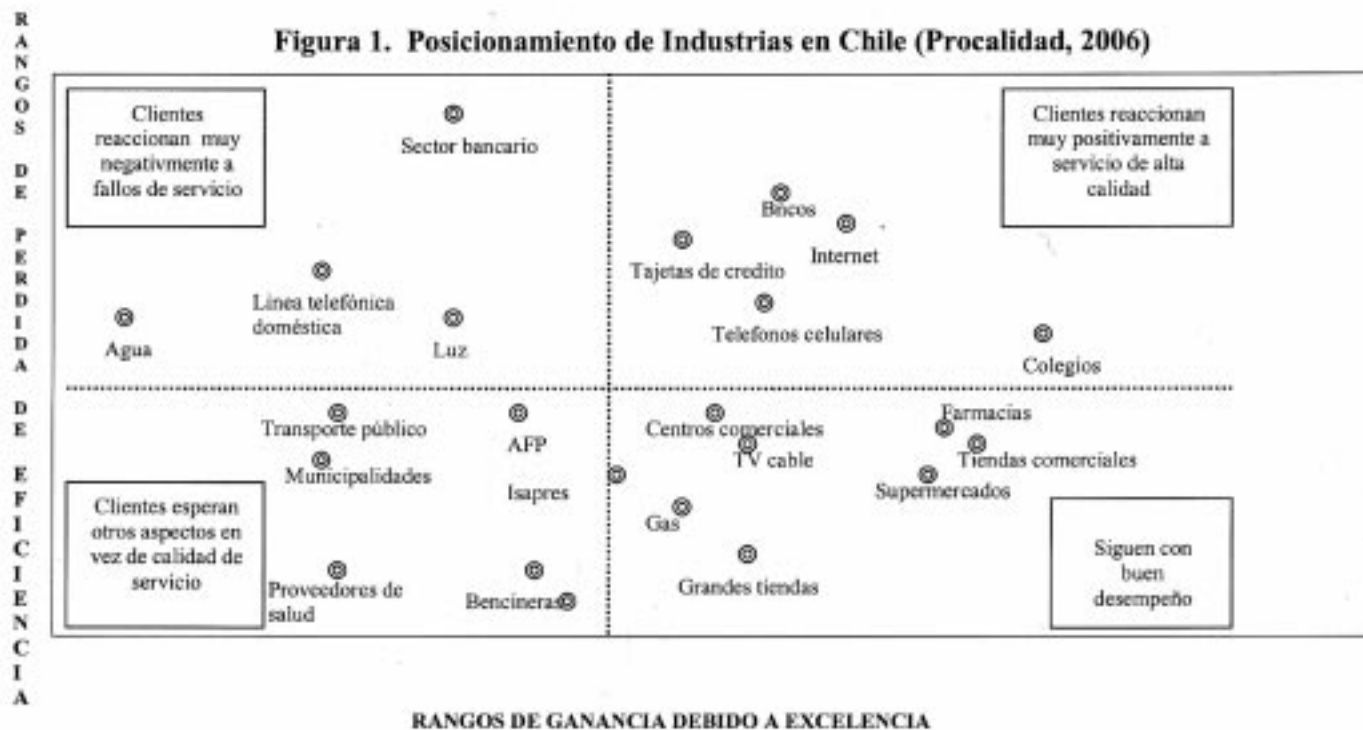 RANGOS DE PERDIDA DE EFICIENCIA
Figura 1. Posicionamiento de Industrias en Chile (Procalidad, 2006)
Clientes
reaccionan muy
negativmente a
fallos de servicio
Sector bancario
Clientes reaccionan
muy positivamente a
servicio de alta
calidad
Bricos
Internet
Tajetas de credito
Linea telefónica
doméstica
Telefonos celulares
Agua
Luz
Colegios
Transporte público
AFP
Centros comerciales
Farmacias
TV cable
Tiendas comerciales
Municipalidades
Isapres
Supermercados
Clientes esperan
otros aspectos en
vez de calidad de
servicio
Gas
Siguen con
buen
desempeño
Grandes tiendas
Proveedores de
salud
Bencineras
RANGOS DE GANANCIA DEBIDO A EXCELENCIA